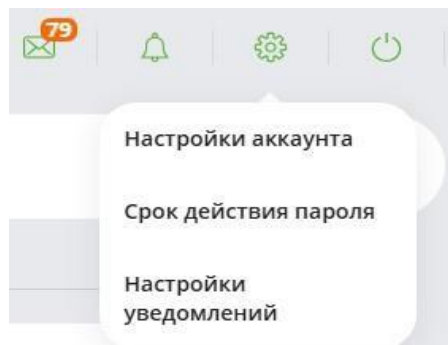 79
Настройки аккаунта
Срок действия пароля
Настройки
уведомлений